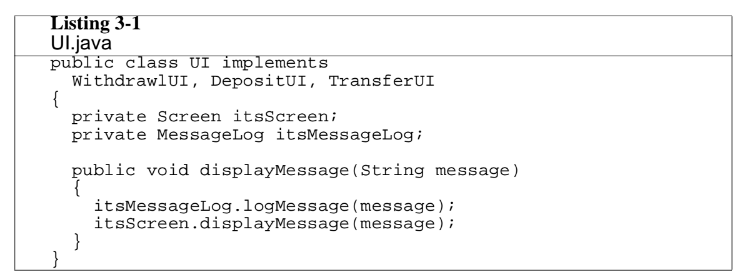 Listing 3-1
UI.java
public class UI implements
  WithdrawlUI, DepositUI, TransferUI
{
  private Screen itsScreen;
  private MessageLog itsMessageLog;

  public void displayMessage(String message)
  {
    itsMessageLog.logMessage(message);
    itsScreen.displayMessage(message);
  }
}